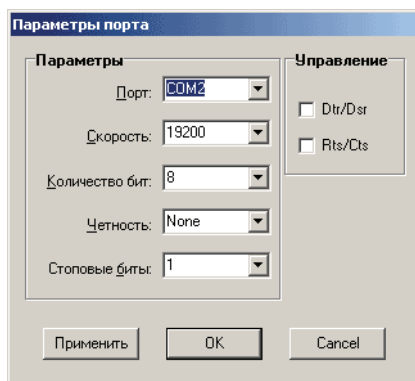 Параметры порта
Параметры
Порт: COM2
Скорость: 19200
Количество бит: 8
Четность: None
Стоповые биты: 1
Управление
Dtr/Dsr
Rts/Cts
Применить
OK
Cancel